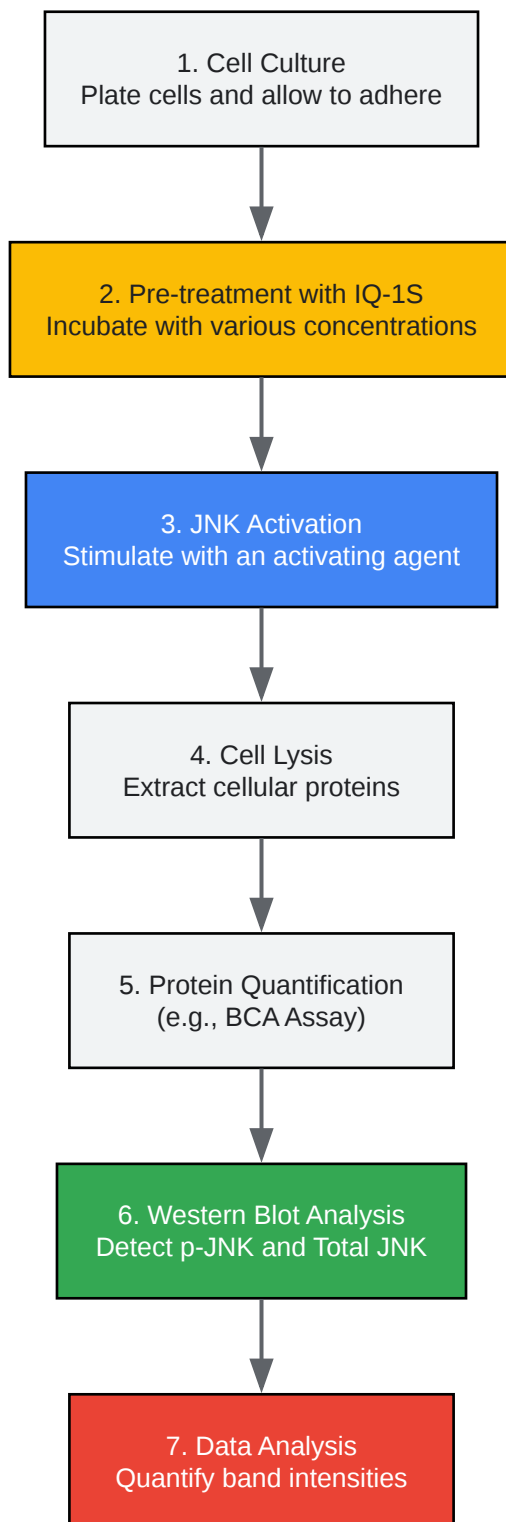 1. Cell Culture
Plate cells and allow to adhere
2. Pre-treatment with IQ-1S
Incubate with various concentrations
3. JNK Activation
Stimulate with an activating agent
4. Cell Lysis
Extract cellular proteins
5. Protein Quantification
(e.g., BCA Assay)
6. Western Blot Analysis
Detect p-JNK and Total JNK
7. Data Analysis
Quantify band intensities